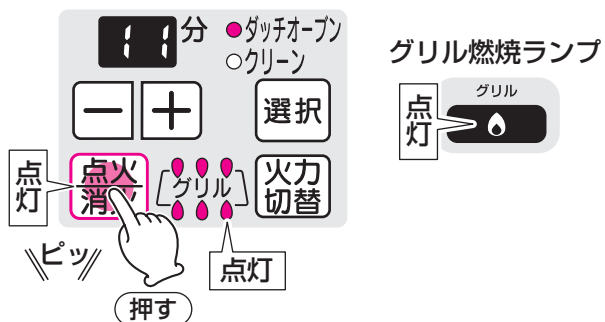 11分
●ダッチオーブン
○クリーン
グリル燃焼ランプ
グリル
点灯
− + 選択
点灯
点火
消火
グリル
火力
切替
ピッ
点灯
押す